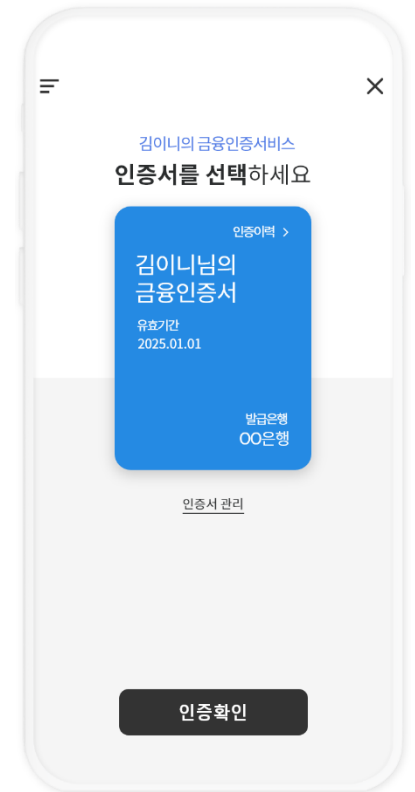 김이니의 금융인증서비스
인증서를 선택하세요
인증이력 >
김이니님의
금융인증서
유효기간
2025.01.01
발급은행
OO은행
인증서 관리
인증확인